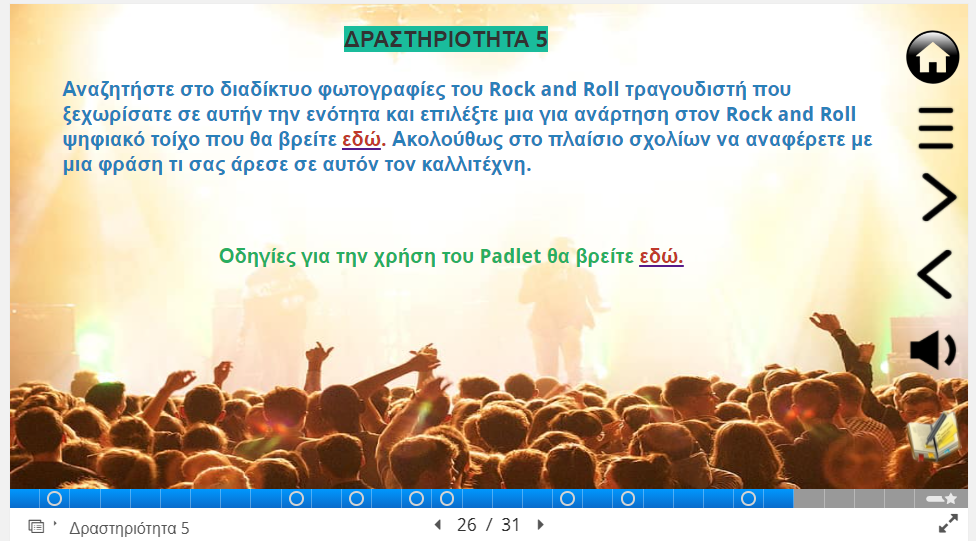 ΔΡΑΣΤΗΡΙΟΤΗΤΑ 5
Αναζητήστε στο διαδίκτυο φωτογραφίες του Rock and Roll τραγουδιστή που
ξεχωρίσατε σε αυτήν την ενότητα και επιλέξτε μια για ανάρτηση στον Rock and Roll
ψηφιακό τοίχο που θα βρείτε εδώ. Ακολούθως στο πλαίσιο σχολίων να αναφέρετε με
μια φράση τι σας άρεσε σε αυτόν τον καλλιτέχνη.
Οδηγίες για την χρήση του Padlet θα βρείτε εδώ.
Δραστηριότητα 5
26 / 31